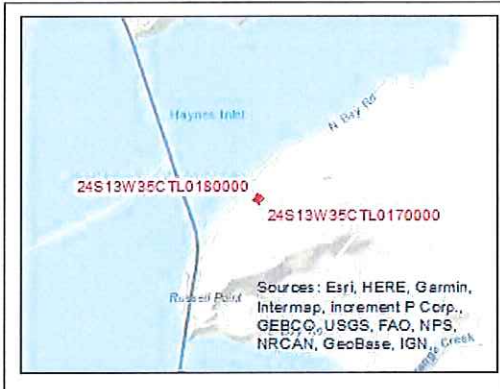 Haynes Inlet
N Bay Rd
24S13W35CTL0180000
24S13W35CTL0170000
Russell Point
Sources: Esri, HERE, Garmin,
Intermap, increment P Corp.,
GEBCO, USGS, FAO, NPS,
NRCAN, GeoBase, IGN,
Creek